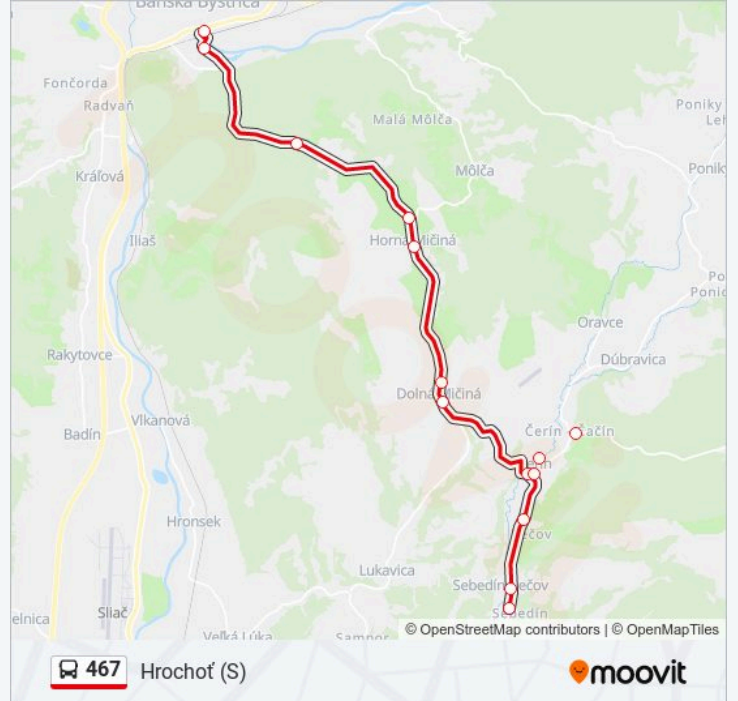 Banská Bystrica
Fončorda
Radvaň
Malá Môlča
Poniky
Môlča
Kráľová
Iliaš
Horná Mičiná
Oravce
Rakytovce
Dúbravica
Dolná Mičiná
Vlkanová
Badín
Čerín - Čačín
Hronsek
Lukavica
Sebedín-Bečov
Sliač
Sebedín
Veľká Lúka
© OpenStreetMap contributors | © OpenMapTiles
467 Hrochoť (S)
moovit